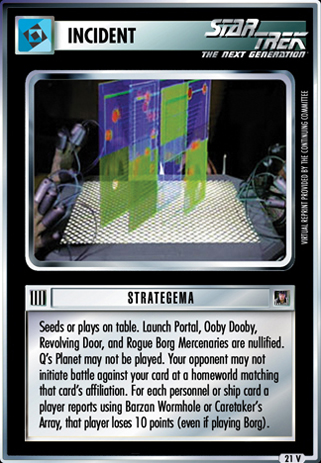 INCIDENT
STAR TREK
THE NEXT GENERATION®
VIRTUAL REPRINT PROVIDED BY THE CONTINUING COMMITTEE
STRATEGEMA
Seeds or plays on table. Launch Portal, Ooby Dooby,
Revolving Door, and Rogue Borg Mercenaries are nullified.
Q's Planet may not be played. Your opponent may not
initiate battle against your card at a homeworld matching
that card's affiliation. For each personnel or ship card a
player reports using Barzan Wormhole or Caretaker's
Array, that player loses 10 points (even if playing Borg).
21 V